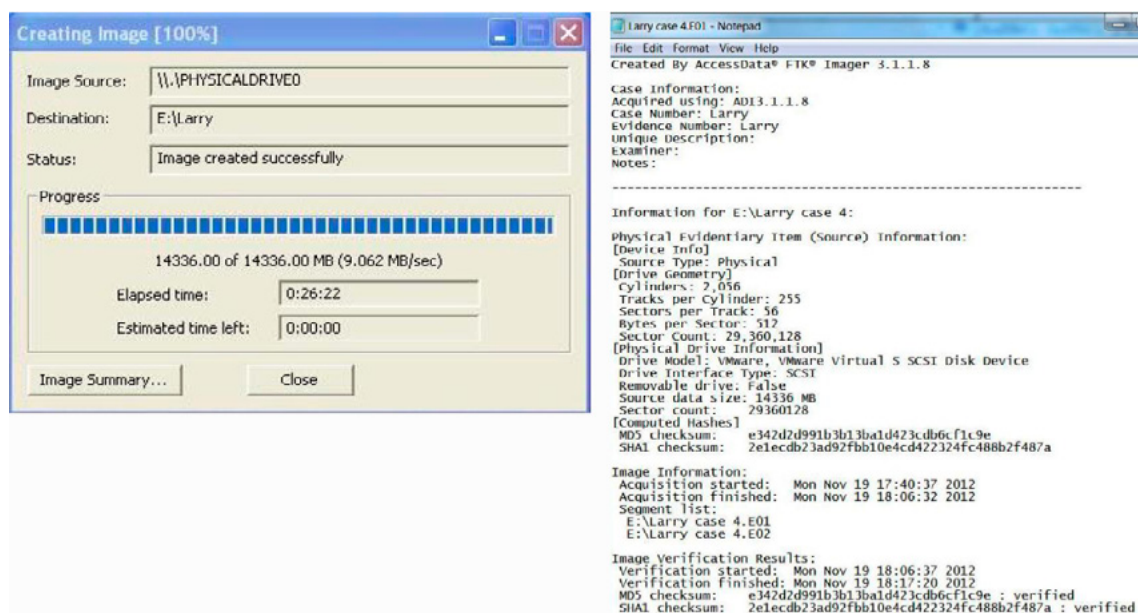 Creating Image [100%]
Image Source: \\.\PHYSICALDRIVE0
Destination: E:\Larry
Status: Image created successfully
Progress
14336.00 of 14336.00 MB (9.062 MB/sec)
Elapsed time: 0:26:22
Estimated time left: 0:00:00
Image Summary... Close
Larry case 4.E01 - Notepad
File Edit Format View Help
Created By AccessData® FTK® Imager 3.1.1.8
Case Information:
Acquired using: ADI3.1.1.8
Case Number: Larry
Evidence Number: Larry
Unique Description:
Examiner:
Notes:
--------------------------------------------------------------
Information for E:\Larry case 4:
Physical Evidentiary Item (Source) Information:
[Device Info]
Source Type: Physical
[Drive Geometry]
Cylinders: 2,056
Tracks per Cylinder: 255
Sectors per Track: 56
Bytes per Sector: 512
Sector Count: 29,360,128
[Physical Drive Information]
Drive Model: VMware, VMware Virtual S SCSI Disk Device
Drive Interface Type: SCSI
Removable drive: False
Source data size: 14336 MB
Sector count: 29360128
[Computed Hashes]
MD5 checksum: e342d2d991b3b13ba1d423cdb6cf1c9e
SHA1 checksum: 2e1ecdb23ad92fbb10e4cd422324fc488b2f487a
Image Information:
Acquisition started: Mon Nov 19 17:40:37 2012
Acquisition finished: Mon Nov 19 18:06:32 2012
Segment list:
E:\Larry case 4.E01
E:\Larry case 4.E02
Image Verification Results:
Verification started: Mon Nov 19 18:06:37 2012
Verification finished: Mon Nov 19 18:17:20 2012
MD5 checksum: e342d2d991b3b13ba1d423cdb6cf1c9e : verified
SHA1 checksum: 2e1ecdb23ad92fbb10e4cd422324fc488b2f487a : verified